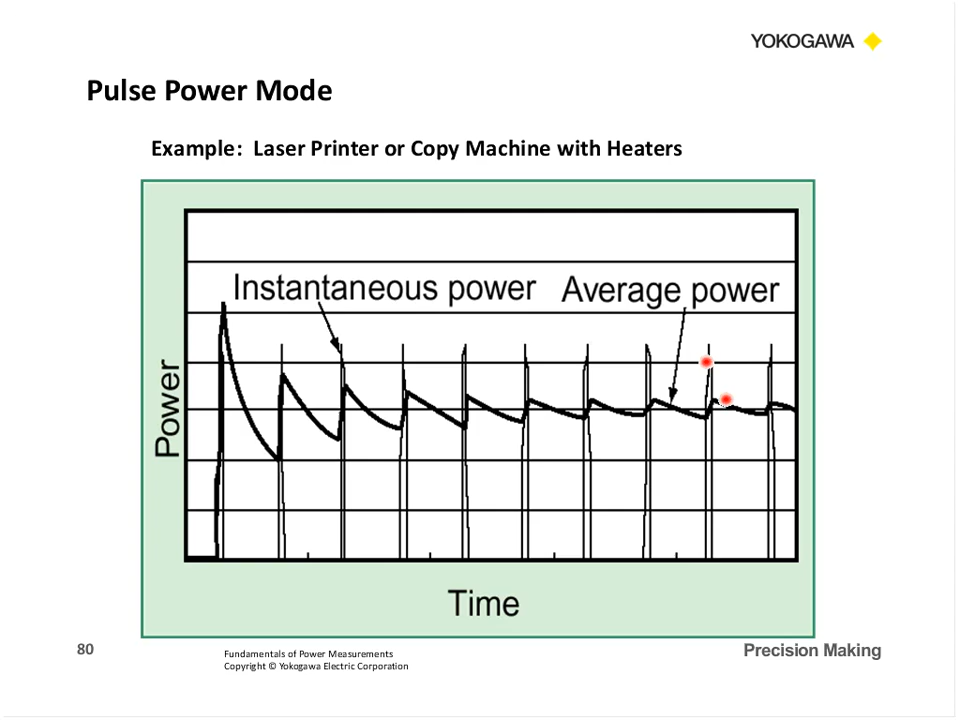 YOKOGAWA
Pulse Power Mode
Example: Laser Printer or Copy Machine with Heaters
Instantaneous power
Average power
Power
Time
80
Fundamentals of Power Measurements
Copyright © Yokogawa Electric Corporation
Precision Making